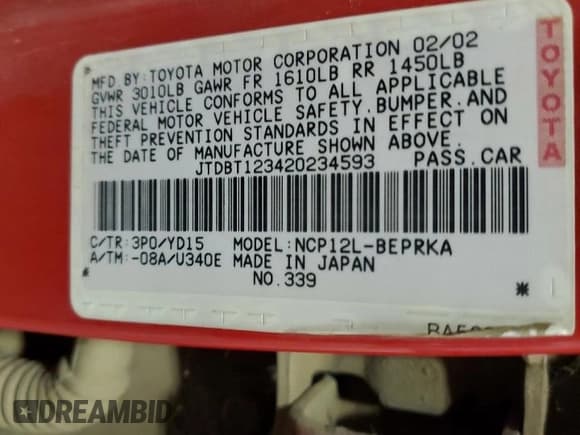 MFD.BY:TOYOTA MOTOR CORPORATION 02/02
GVWR 3010LB GAWR FR 1610LB RR 1450LB
THIS VEHICLE CONFORMS TO ALL APPLICABLE
FEDERAL MOTOR VEHICLE SAFETY.BUMPER.AND
THEFT PREVENTION STANDARDS IN EFFECT ON
THE DATE OF MANUFACTURE SHOWN ABOVE.
JTDBT123420234593 PASS.CAR
C/TR:3P0/YD15 MODEL:NCP12L-BEPRKA
A/TM:-08A/U340E MADE IN JAPAN
NO.339 *
TOYOTA
DREAMBID